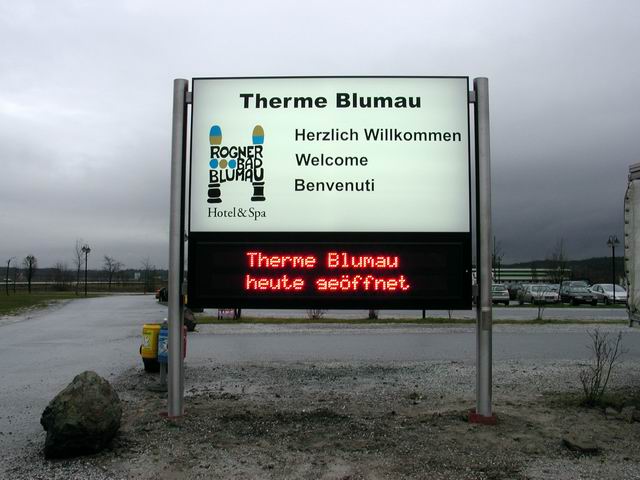 Therme Blumau
ROGNER
BAD
BLUMAU
Hotel & Spa
Herzlich Willkommen
Welcome
Benvenuti
Therme Blumau
heute geöffnet